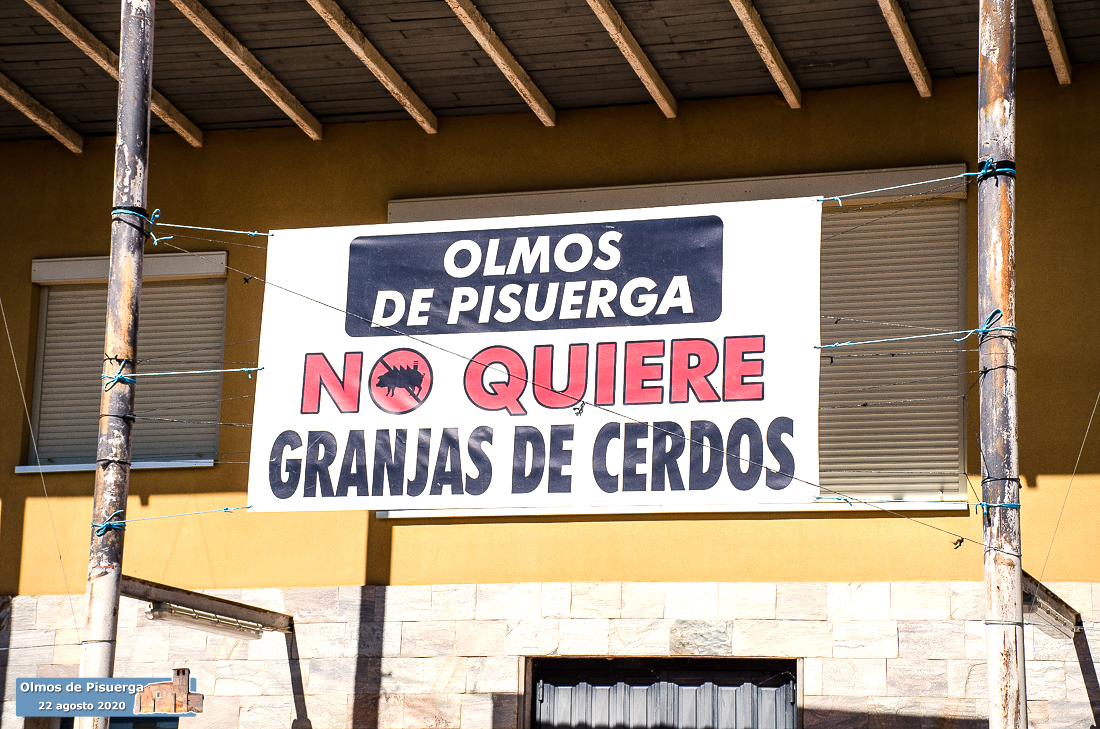 OLMOS
DE PISUERGA
NO QUIERE
GRANJAS DE CERDOS
Olmos de Pisuerga
22 agosto 2020